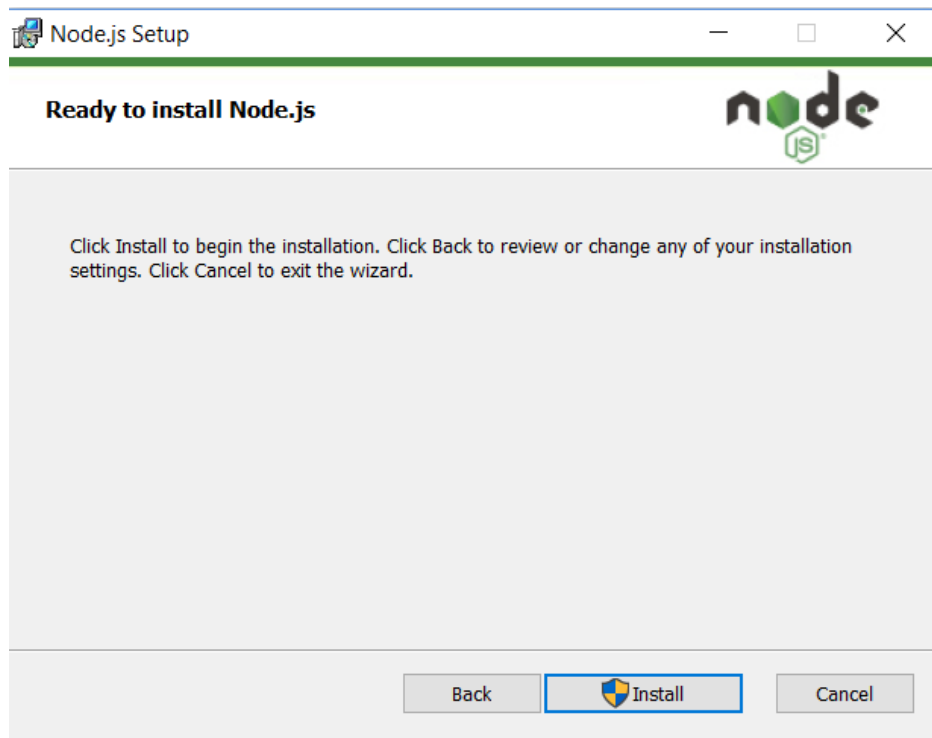 Node.js Setup
Ready to install Node.js
node
JS
Click Install to begin the installation. Click Back to review or change any of your installation
settings. Click Cancel to exit the wizard.
Back
Install
Cancel